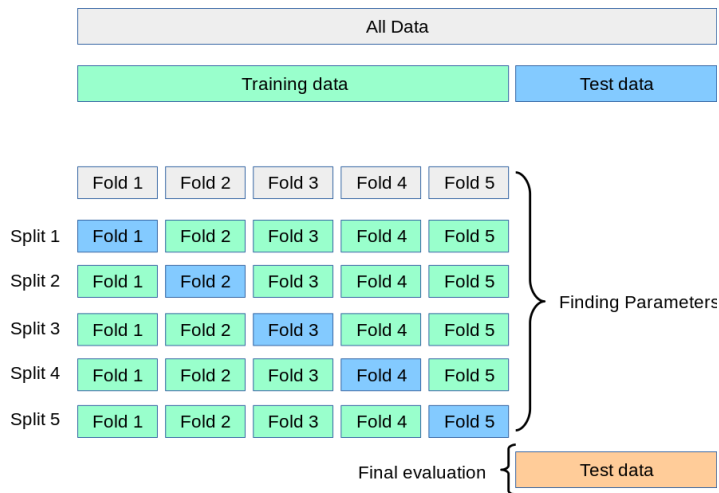 All Data
Training data Test data
Fold 1 Fold 2 Fold 3 Fold 4 Fold 5
Split 1 Fold 1 Fold 2 Fold 3 Fold 4 Fold 5
Split 2 Fold 1 Fold 2 Fold 3 Fold 4 Fold 5
Finding Parameters
Split 3 Fold 1 Fold 2 Fold 3 Fold 4 Fold 5
Split 4 Fold 1 Fold 2 Fold 3 Fold 4 Fold 5
Split 5 Fold 1 Fold 2 Fold 3 Fold 4 Fold 5
Final evaluation Test data